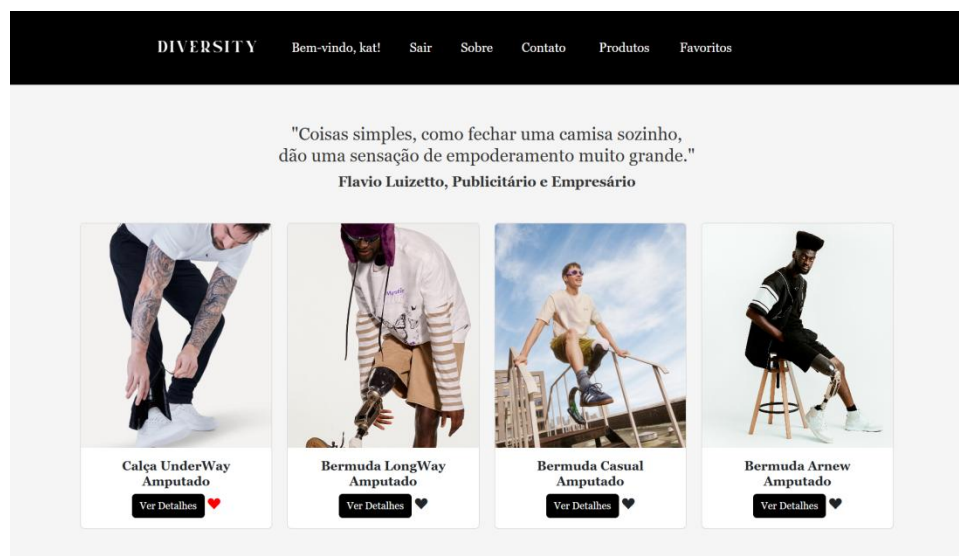 DIVERSITY Bem-vindo, kat! Sair Sobre Contato Produtos Favoritos
"Coisas simples, como fechar uma camisa sozinho,
dão uma sensação de empoderamento muito grande."
Flavio Luizetto, Publicitário e Empresário
Calça UnderWay
Amputado
Ver Detalhes
Bermuda LongWay
Amputado
Ver Detalhes
Bermuda Casual
Amputado
Ver Detalhes
Bermuda Arnew
Amputado
Ver Detalhes